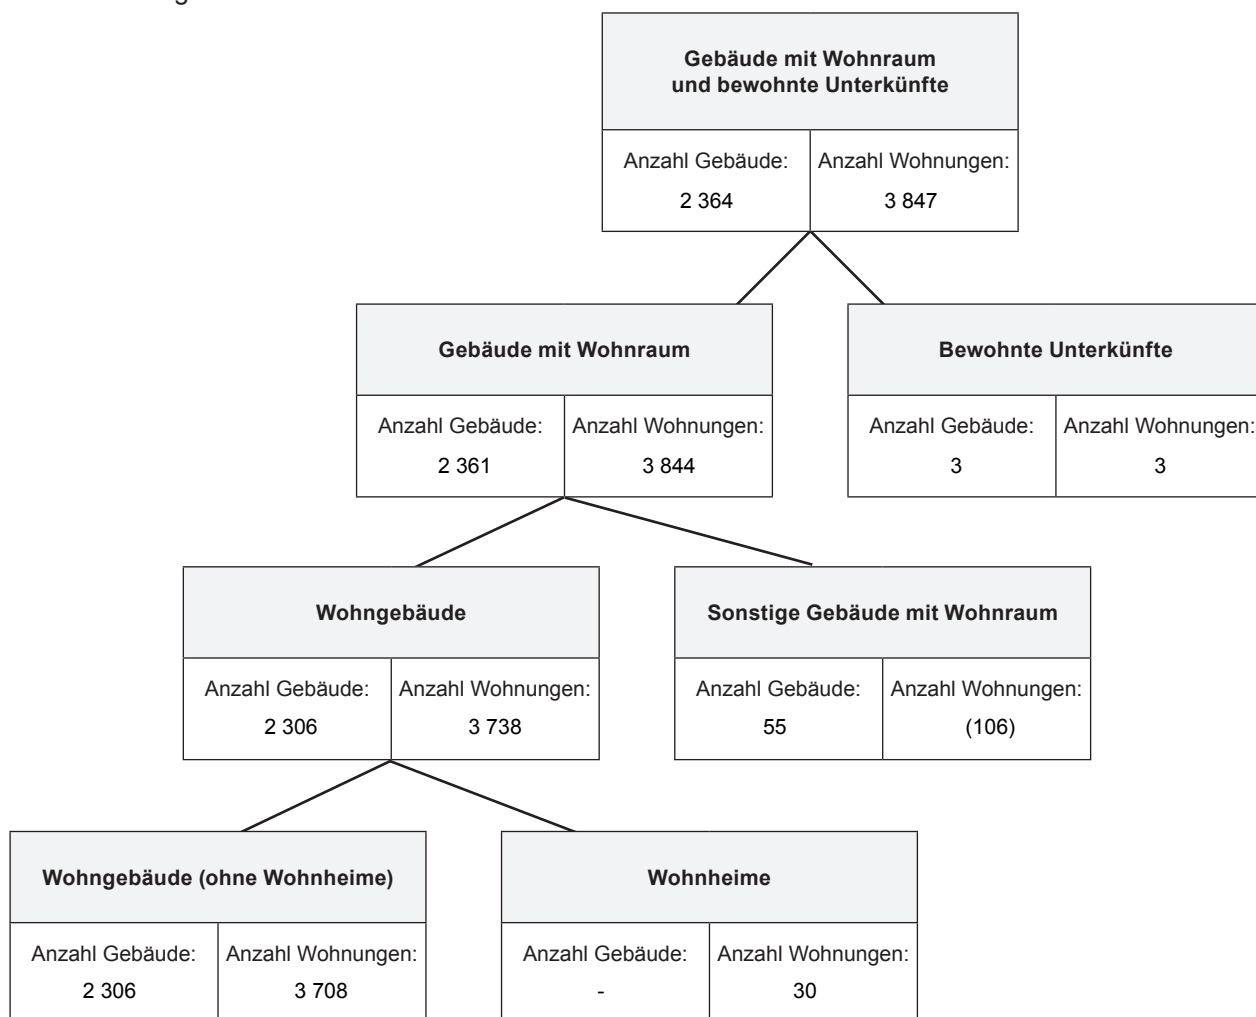 Gebäude mit Wohnraum
und bewohnte Unterkünfte
Anzahl Gebäude: Anzahl Wohnungen:
2 364 3 847
Gebäude mit Wohnraum
Anzahl Gebäude: Anzahl Wohnungen:
2 361 3 844
Bewohnte Unterkünfte
Anzahl Gebäude: Anzahl Wohnungen:
3 3
Wohngebäude
Anzahl Gebäude: Anzahl Wohnungen:
2 306 3 738
Sonstige Gebäude mit Wohnraum
Anzahl Gebäude: Anzahl Wohnungen:
55 (106)
Wohngebäude (ohne Wohnheime)
Anzahl Gebäude: Anzahl Wohnungen:
2 306 3 708
Wohnheime
Anzahl Gebäude: Anzahl Wohnungen:
- 30